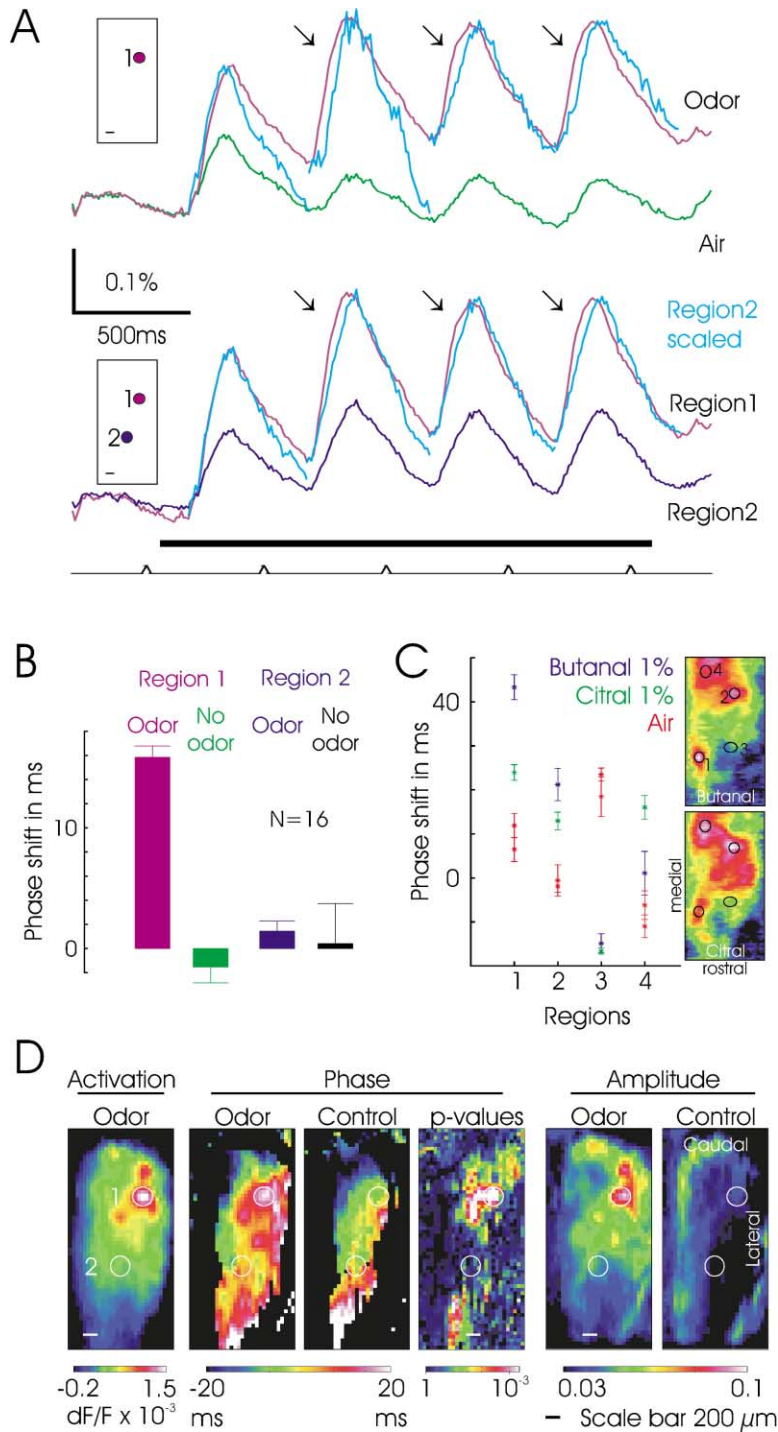 A
1
Odor
Air
0.1%
500ms
Region2
scaled
1
2
Region1
Region2
B
Region 1
Region 2
Odor
No
odor
Odor
No
odor
N=16
Phase shift in ms
10
0
C
Butanal 1%
Citral 1%
Air
Phase shift in ms
40
20
0
1
2
3
4
Regions
4
2
3
1
Butanal
medial
Citral
rostral
D
Activation
Phase
Amplitude
Odor
Odor
Control
p-values
Odor
Control
1
2
Caudal
Lateral
-0.2
1.5
dF/F x 10⁻³
-20
20
ms
ms
1
10⁻³
0.03
0.1
Scale bar 200 μm